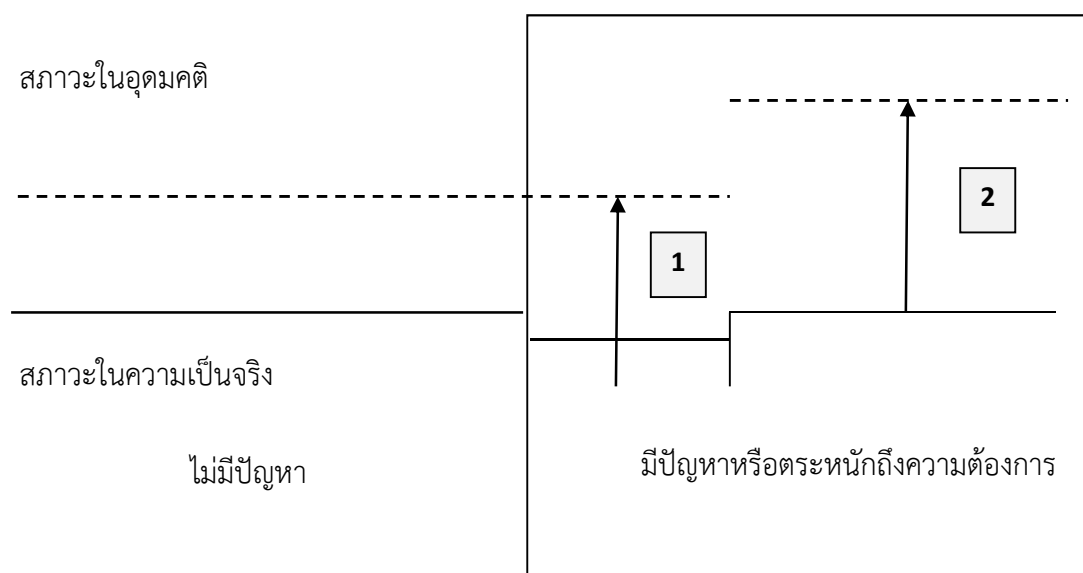 สภาวะในอุดมคติ
2
1
สภาวะในความเป็นจริง
ไม่มีปัญหา
มีปัญหาหรือตระหนักถึงความต้องการ